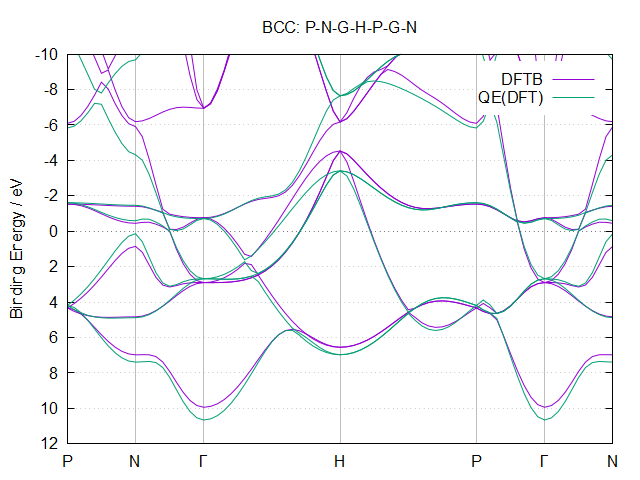 BCC: P-N-G-H-P-G-N
-10
DFTB
QE(DFT)
-8
-6
-4
-2
0
2
4
6
8
10
12
Binding Energy / eV
P N Γ H P Γ N